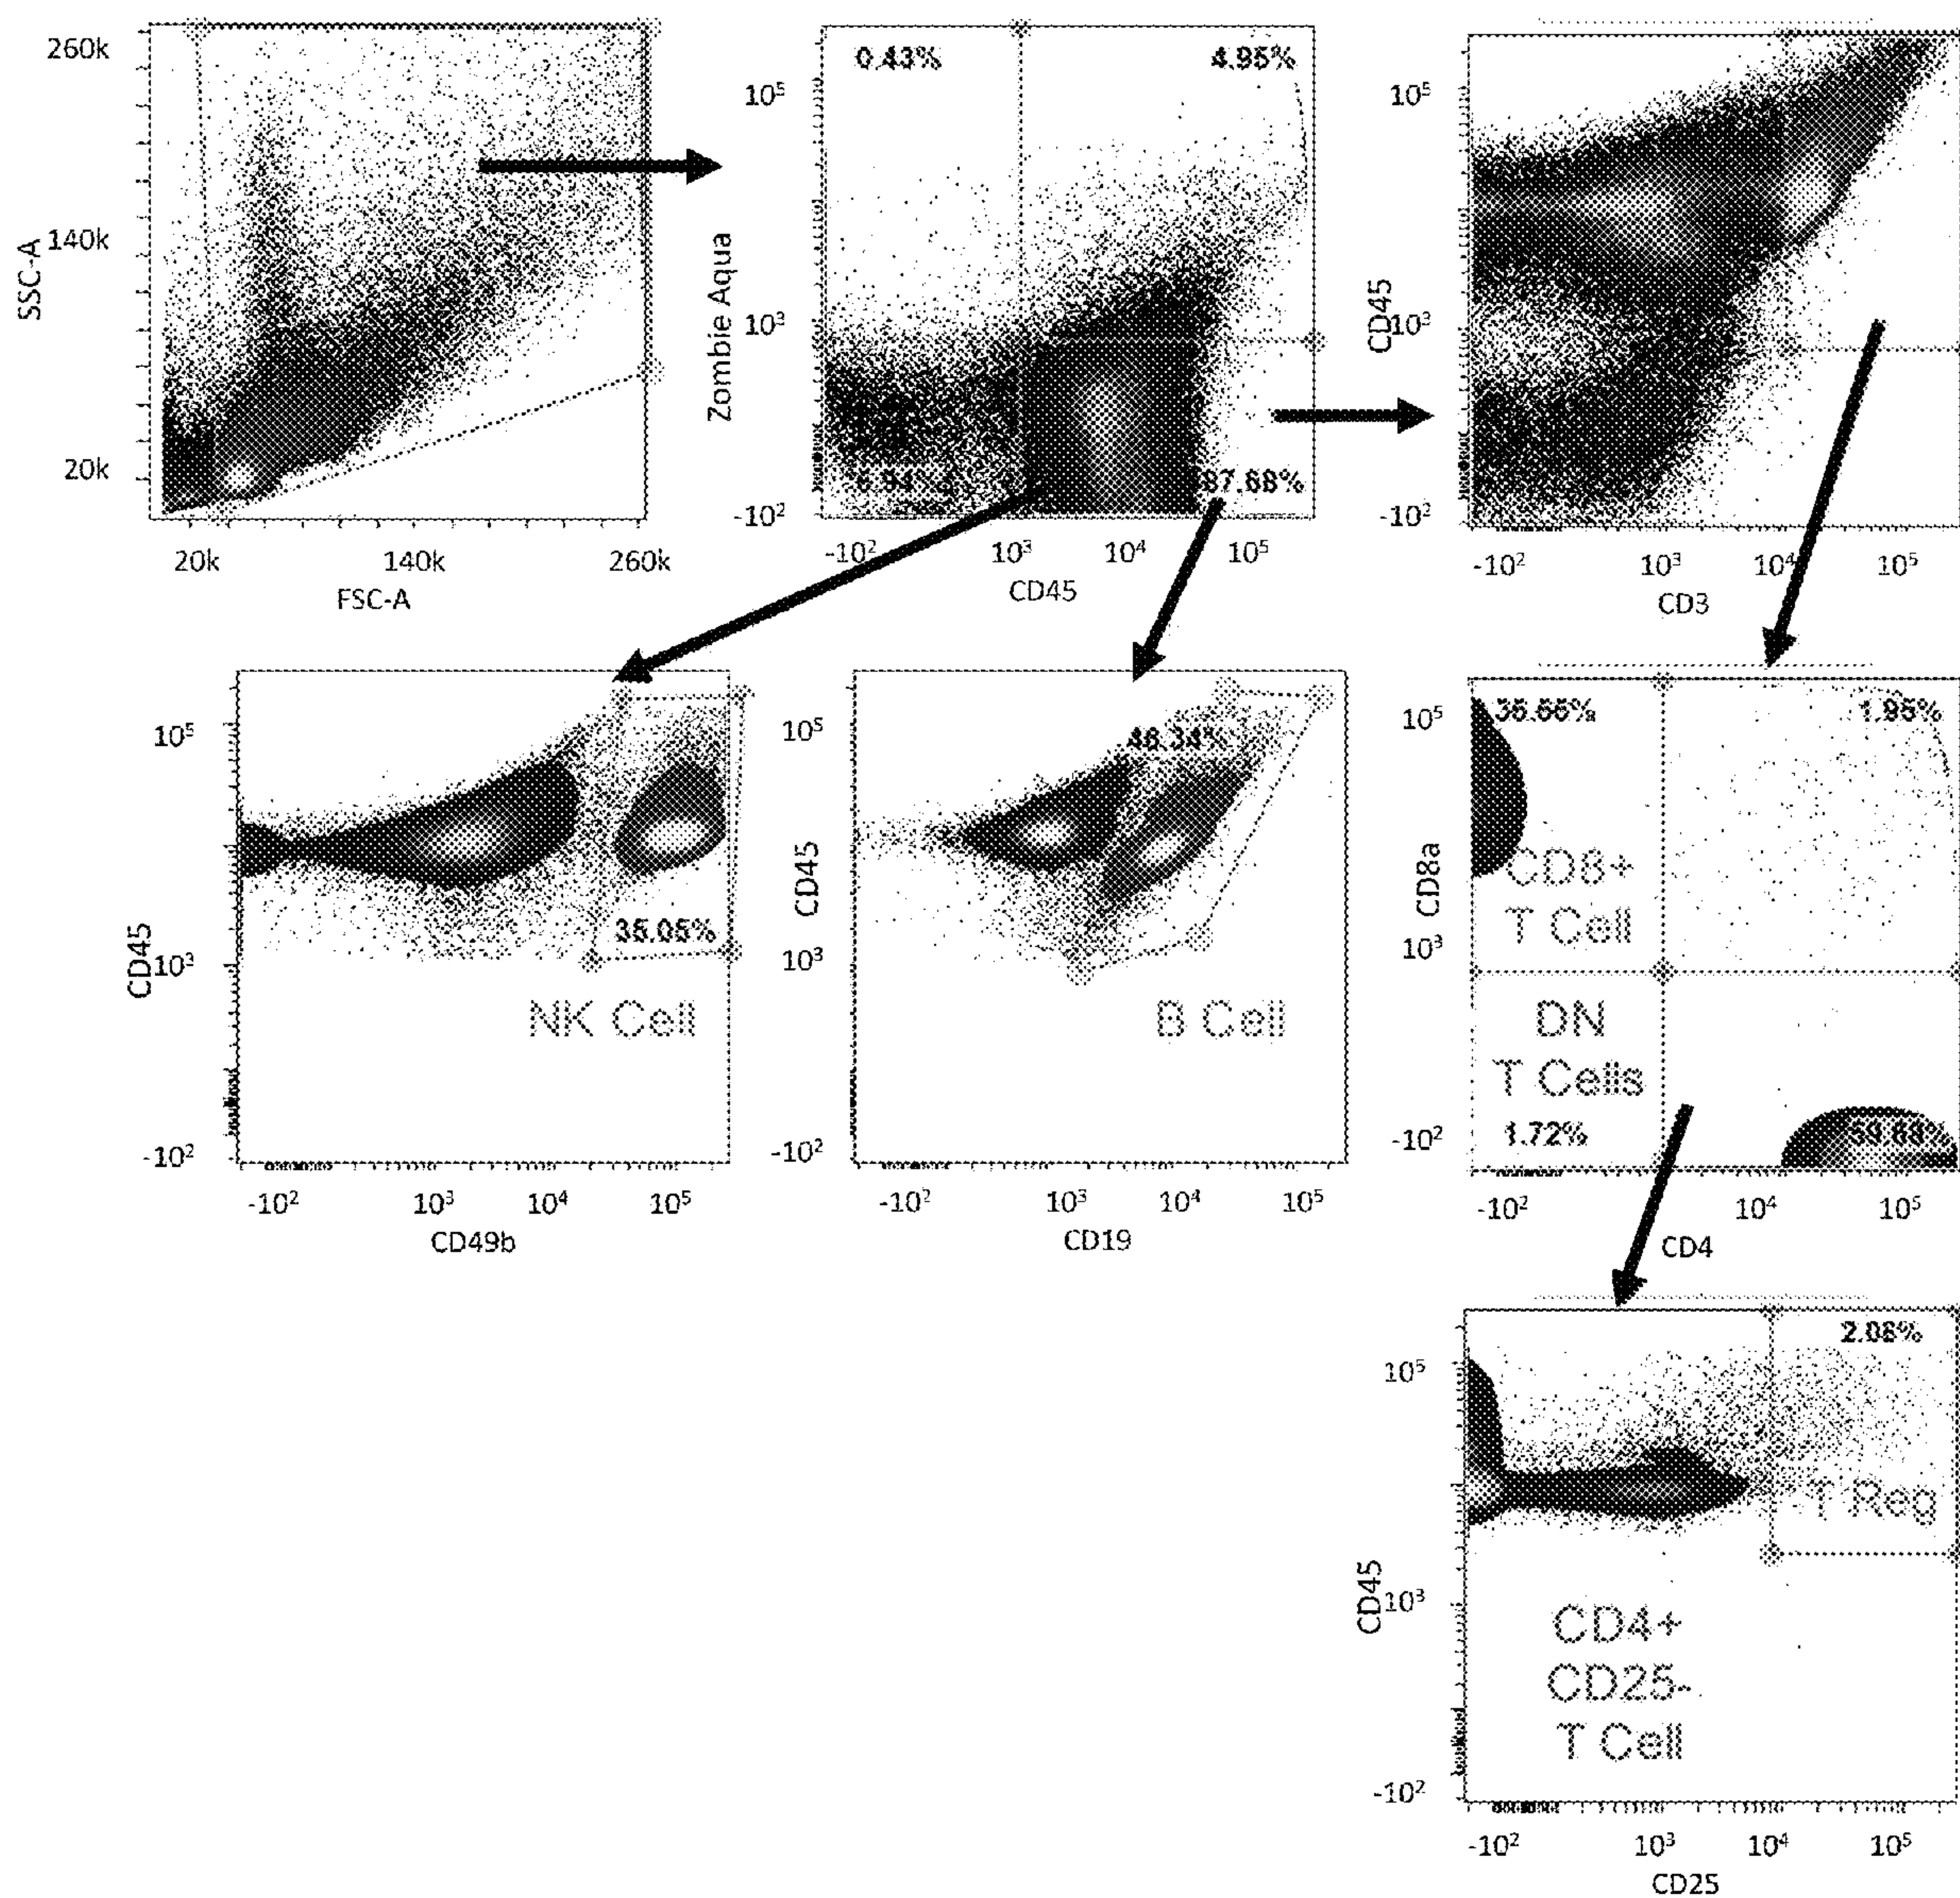 260k
140k
20k
SSC-A
20k
140k
260k
FSC-A
0.43%
4.95%
10⁵
10³
-10²
Zombie Aqua
87.68%
-10²
10³
10⁴
10⁵
CD45
10⁵
10³
-10²
CD45
-10²
10³
10⁴
10⁵
CD3
10⁵
10³
-10²
CD45
35.05%
NK Cell
-10²
10³
10⁴
10⁵
CD49b
10⁵
10³
-10²
CD45
46.34%
B Cell
-10²
10³
10⁴
10⁵
CD19
10⁵
10³
-10²
CD8a
1.95%
CD8+
T Cell
DN
T Cells
1.72%
-10²
10⁴
10⁵
CD4
2.08%
10⁵
10³
-10²
CD45
T Reg
CD4+
CD25-
T Cell
-10²
10³
10⁴
10⁵
CD25